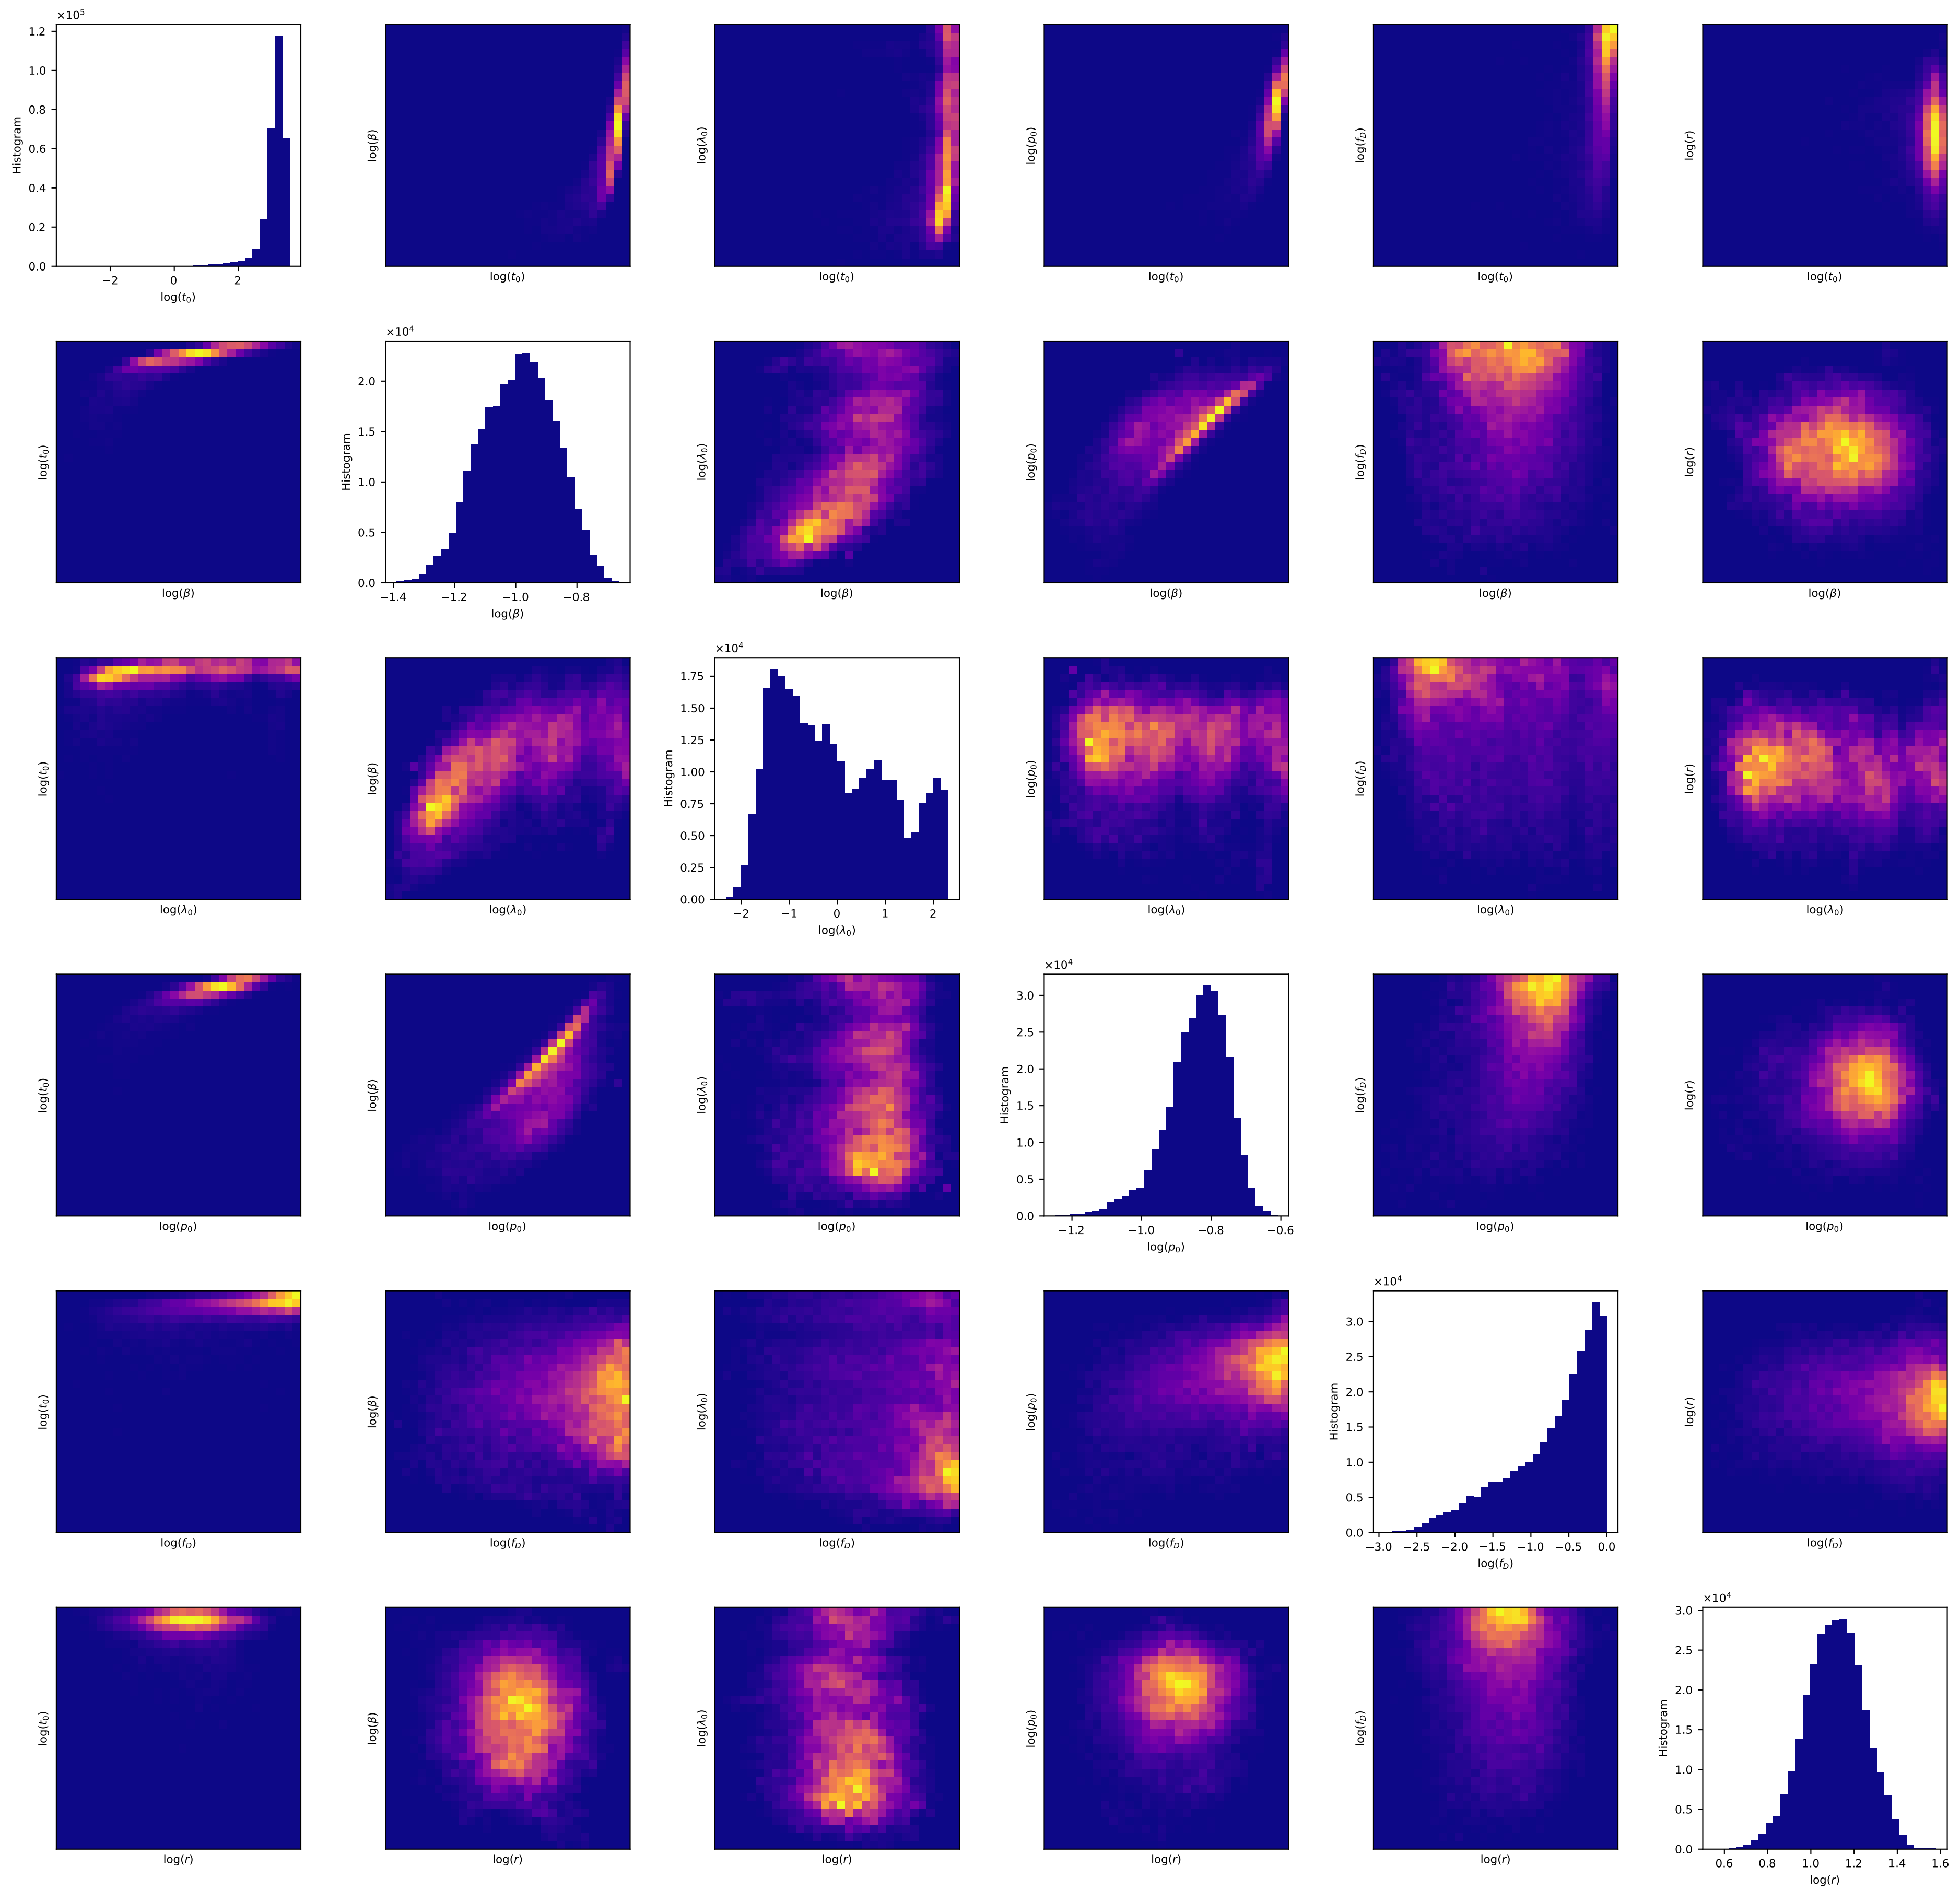 ×10⁵
1.2
1.0
0.8
0.6
0.4
0.2
0.0
Histogram
−2 0 2
log(t₀)
log(β)
log(t₀)
log(λ₀)
log(t₀)
log(p₀)
log(t₀)
log(f_D)
log(t₀)
log(r)
log(t₀)
log(t₀)
log(β)
×10⁴
2.0
1.5
1.0
0.5
0.0
Histogram
−1.4 −1.2 −1.0 −0.8
log(β)
log(λ₀)
log(β)
log(p₀)
log(β)
log(f_D)
log(β)
log(r)
log(β)
log(t₀)
log(λ₀)
log(β)
log(λ₀)
×10⁴
1.75
1.50
1.25
1.00
0.75
0.50
0.25
0.00
Histogram
−2 −1 0 1 2
log(λ₀)
log(p₀)
log(λ₀)
log(f_D)
log(λ₀)
log(r)
log(λ₀)
log(t₀)
log(p₀)
log(β)
log(p₀)
log(λ₀)
log(p₀)
×10⁴
3.0
2.5
2.0
1.5
1.0
0.5
0.0
Histogram
−1.2 −1.0 −0.8 −0.6
log(p₀)
log(f_D)
log(p₀)
log(r)
log(p₀)
log(t₀)
log(f_D)
log(β)
log(f_D)
log(λ₀)
log(f_D)
log(p₀)
log(f_D)
×10⁴
3.0
2.5
2.0
1.5
1.0
0.5
0.0
Histogram
−3.0 −2.5 −2.0 −1.5 −1.0 −0.5 0.0
log(f_D)
log(r)
log(f_D)
log(t₀)
log(r)
log(β)
log(r)
log(λ₀)
log(r)
log(p₀)
log(r)
log(f_D)
log(r)
×10⁴
3.0
2.5
2.0
1.5
1.0
0.5
0.0
Histogram
0.6 0.8 1.0 1.2 1.4 1.6
log(r)